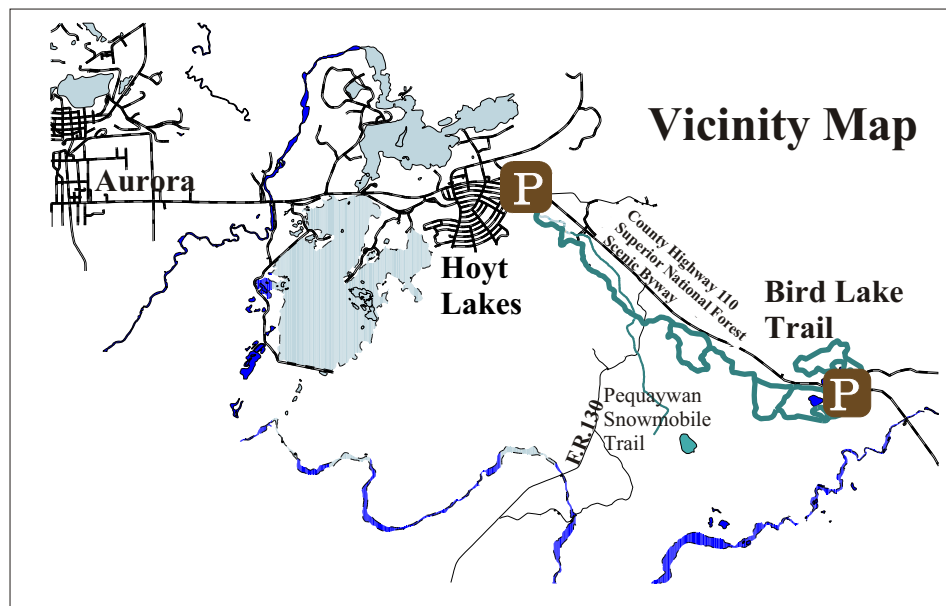 Vicinity Map
Aurora
P
Hoyt
Lakes
County Highway 110
Superior National Forest
Scenic Byway
Bird Lake
Trail
P
F.R.130
Pequaywan
Snowmobile
Trail